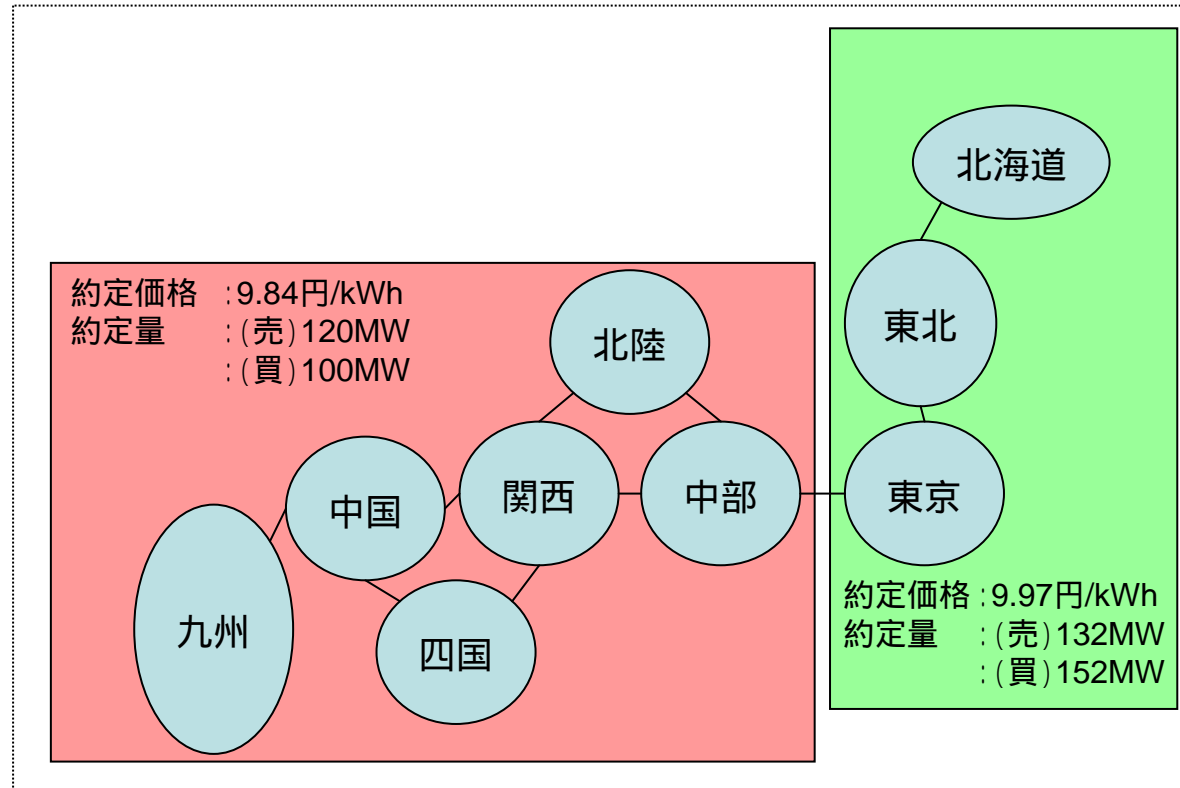 北海道
東北
東京
約定価格:9.97円/kWh
約定量 :(売)132MW
:(買)152MW
約定価格 :9.84円/kWh
約定量 :(売)120MW
:(買)100MW
北陸
中国
関西
中部
九州
四国